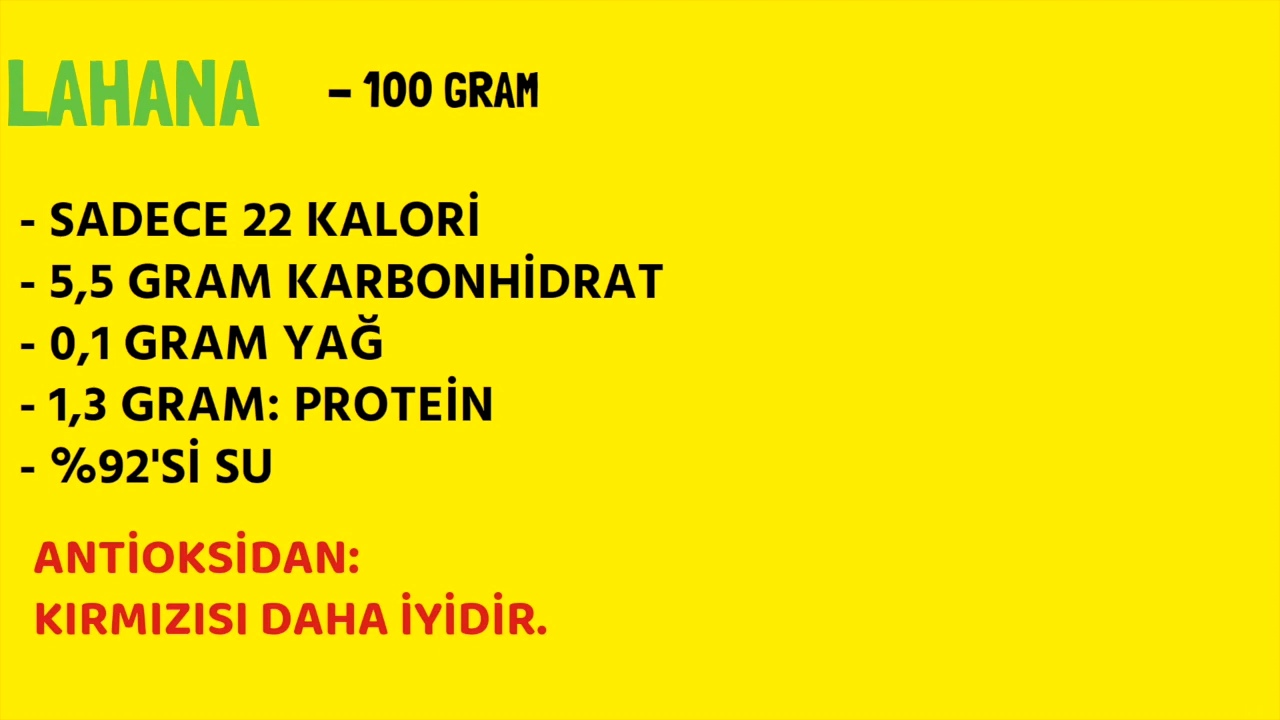 LAHANA – 100 GRAM
- SADECE 22 KALORİ
- 5,5 GRAM KARBONHİDRAT
- 0,1 GRAM YAĞ
- 1,3 GRAM: PROTEİN
- %92'Sİ SU
ANTİOKSİDAN:
KIRMIZISI DAHA İYİDİR.